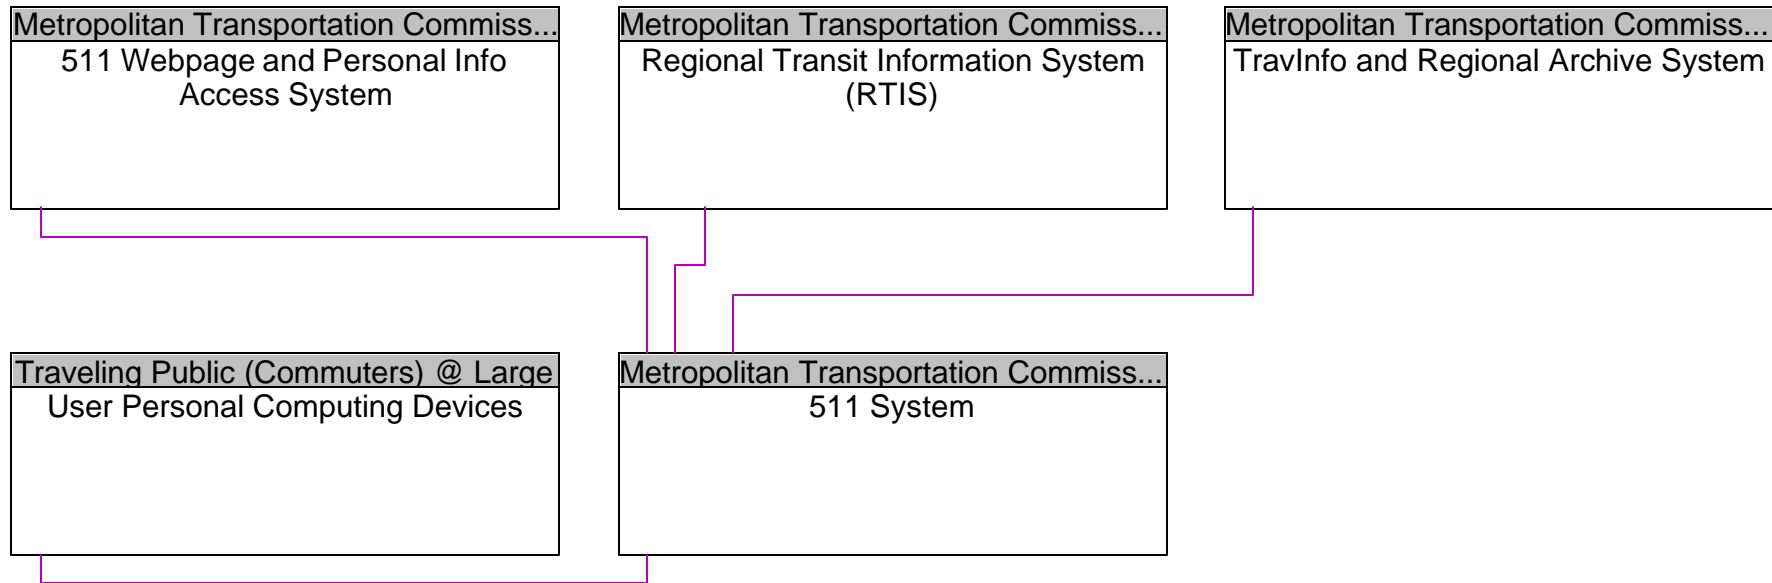 Metropolitan Transportation Commiss...
511 Webpage and Personal Info
Access System
Metropolitan Transportation Commiss...
Regional Transit Information System
(RTIS)
Metropolitan Transportation Commiss...
TravInfo and Regional Archive System
Traveling Public (Commuters) @ Large
User Personal Computing Devices
Metropolitan Transportation Commiss...
511 System